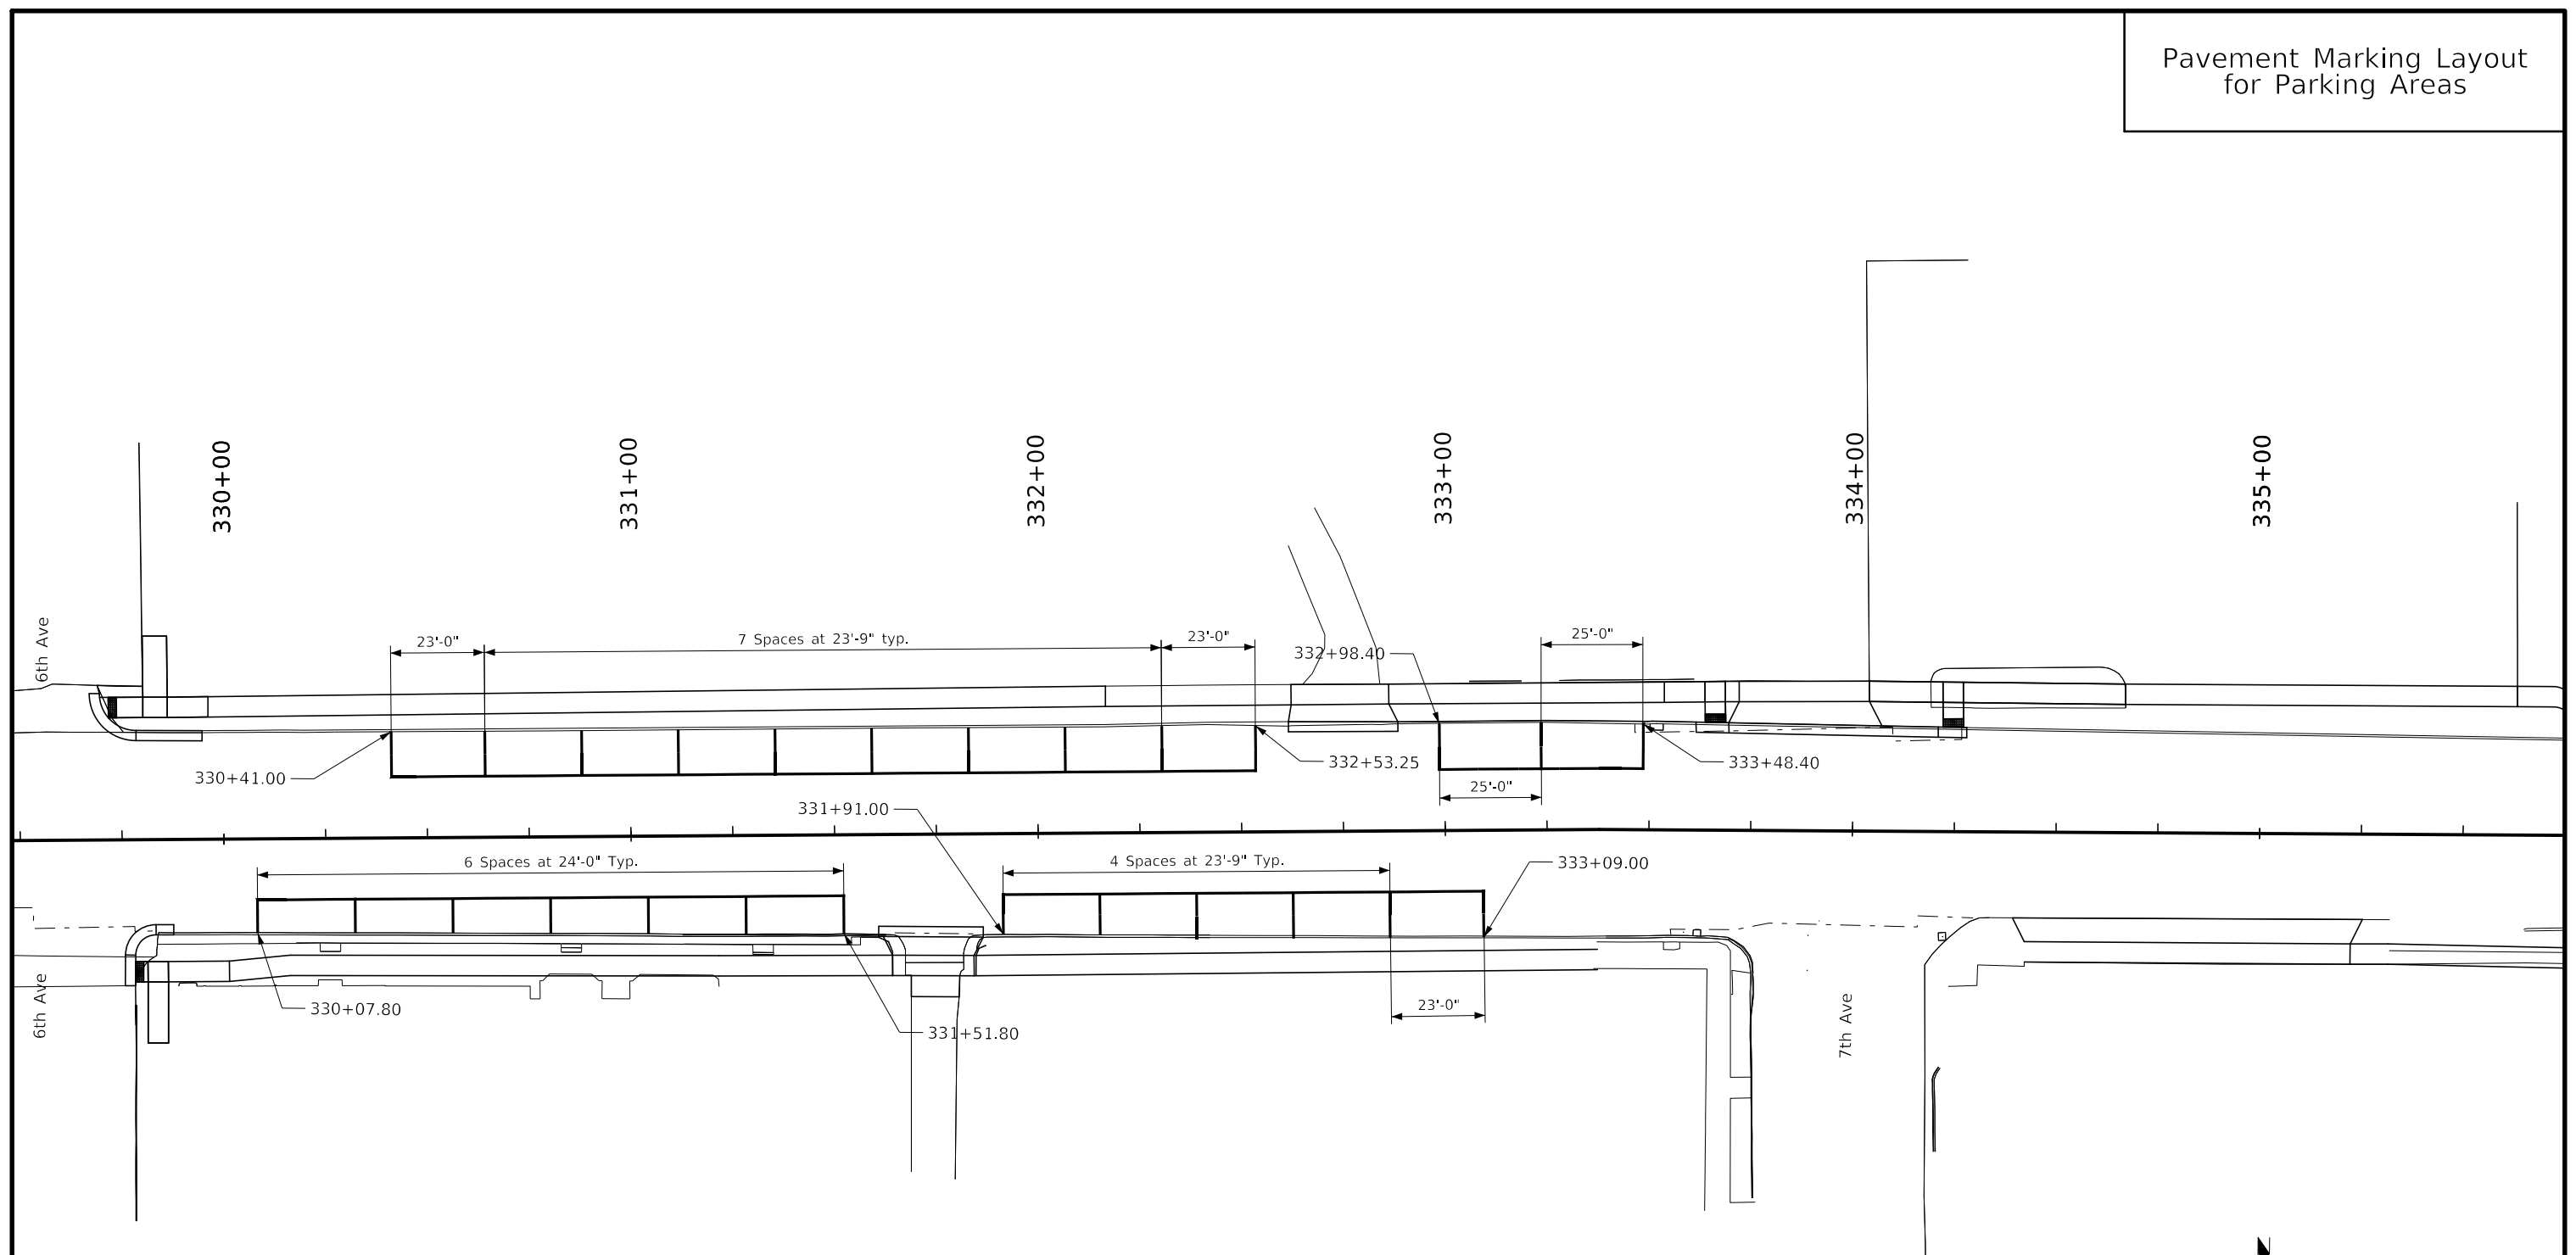 Pavement Marking Layout
for Parking Areas
330+00
331+00
332+00
333+00
334+00
335+00
6th Ave
23'-0"
7 Spaces at 23'-9" typ.
23'-0"
332+98.40
25'-0"
330+41.00
332+53.25
333+48.40
25'-0"
331+91.00
6 Spaces at 24'-0" Typ.
4 Spaces at 23'-9" Typ.
333+09.00
6th Ave
330+07.80
331+51.80
23'-0"
7th Ave